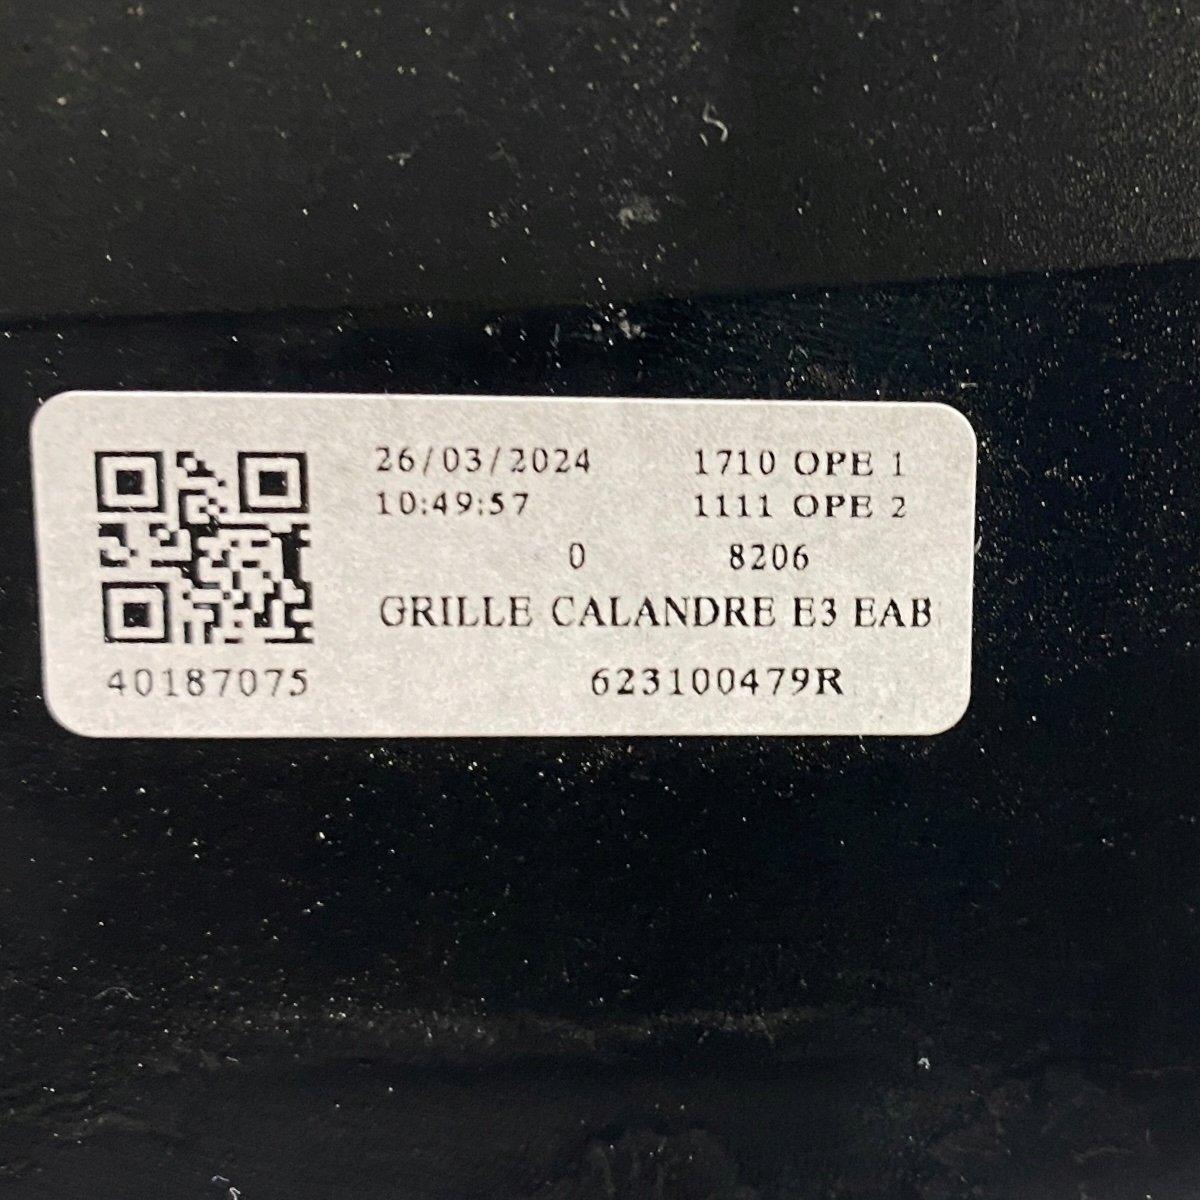 26/03/2024 1710 OPE 1
10:49:57 1111 OPE 2
0 8206
GRILLE CALANDRE E3 EAB
40187075 623100479R